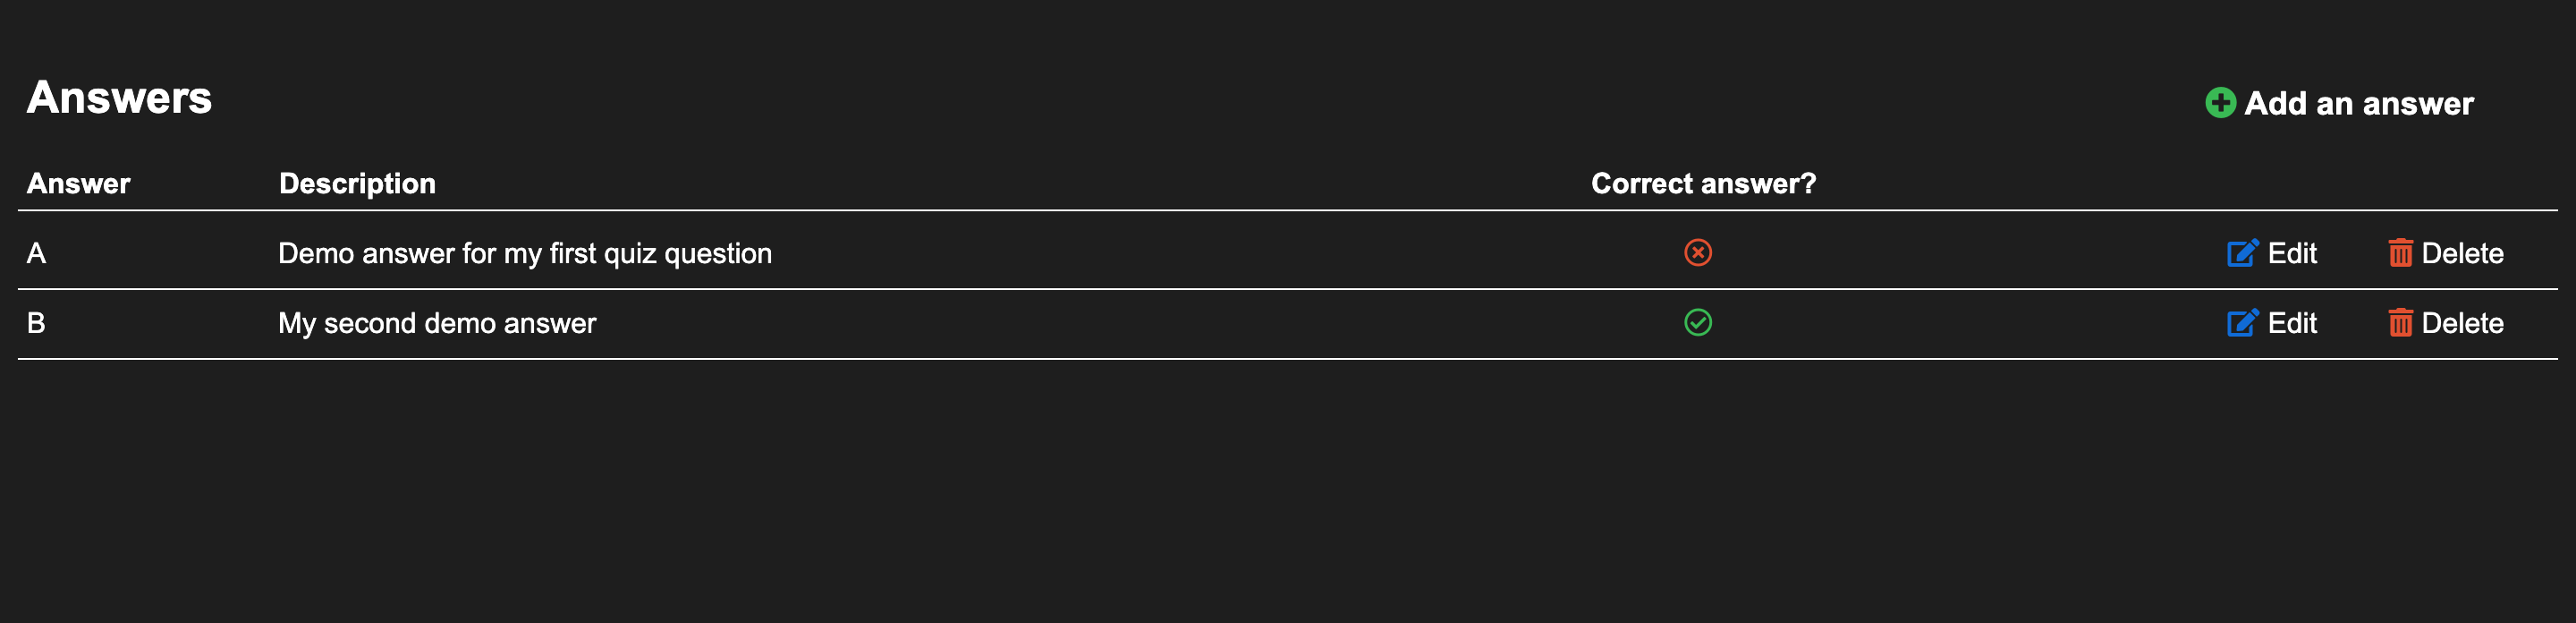 Answers
Add an answer
Answer Description Correct answer?
A Demo answer for my first quiz question Edit Delete
B My second demo answer Edit Delete